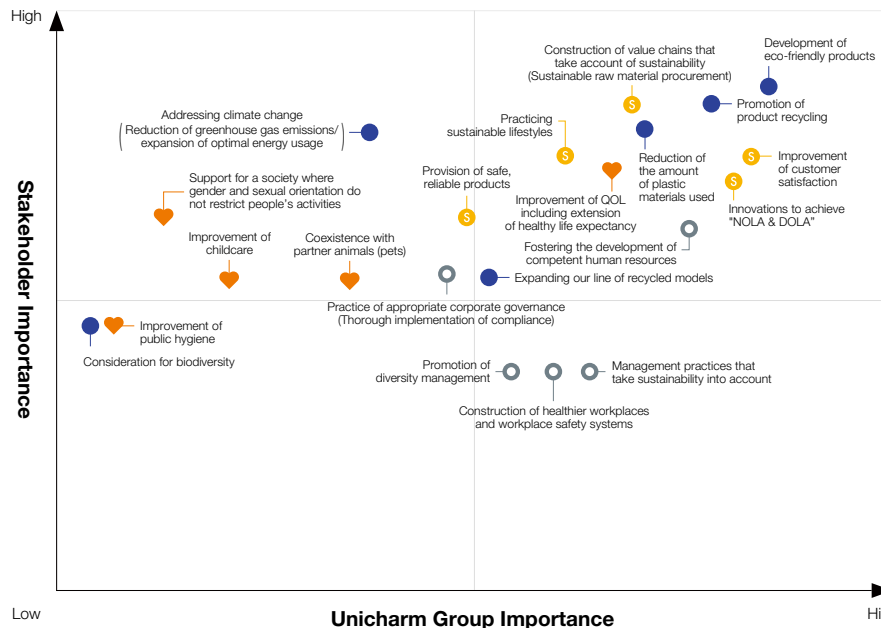 High
Development of
eco-friendly products
Construction of value chains that
take account of sustainability
(Sustainable raw material procurement)
S
Promotion of
product recycling
Addressing climate change
(Reduction of greenhouse gas emissions/
expansion of optimal energy usage)
Practicing
sustainable lifestyles
S
Reduction of
the amount
of plastic
materials used
S
Improvement
of customer
satisfaction
Support for a society where
gender and sexual orientation do
not restrict people's activities
Provision of safe,
reliable products
S
Improvement of QOL
including extension
of healthy life expectancy
S
Innovations to achieve
"NOLA & DOLA"
Improvement of
childcare
Coexistence with
partner animals (pets)
Fostering the development of
competent human resources
Expanding our line of recycled models
Practice of appropriate corporate governance
(Thorough implementation of compliance)
Improvement of
public hygiene
Consideration for biodiversity
Promotion of
diversity management
Management practices that
take sustainability into account
Construction of healthier workplaces
and workplace safety systems
Stakeholder Importance
Low
Unicharm Group Importance
Hi